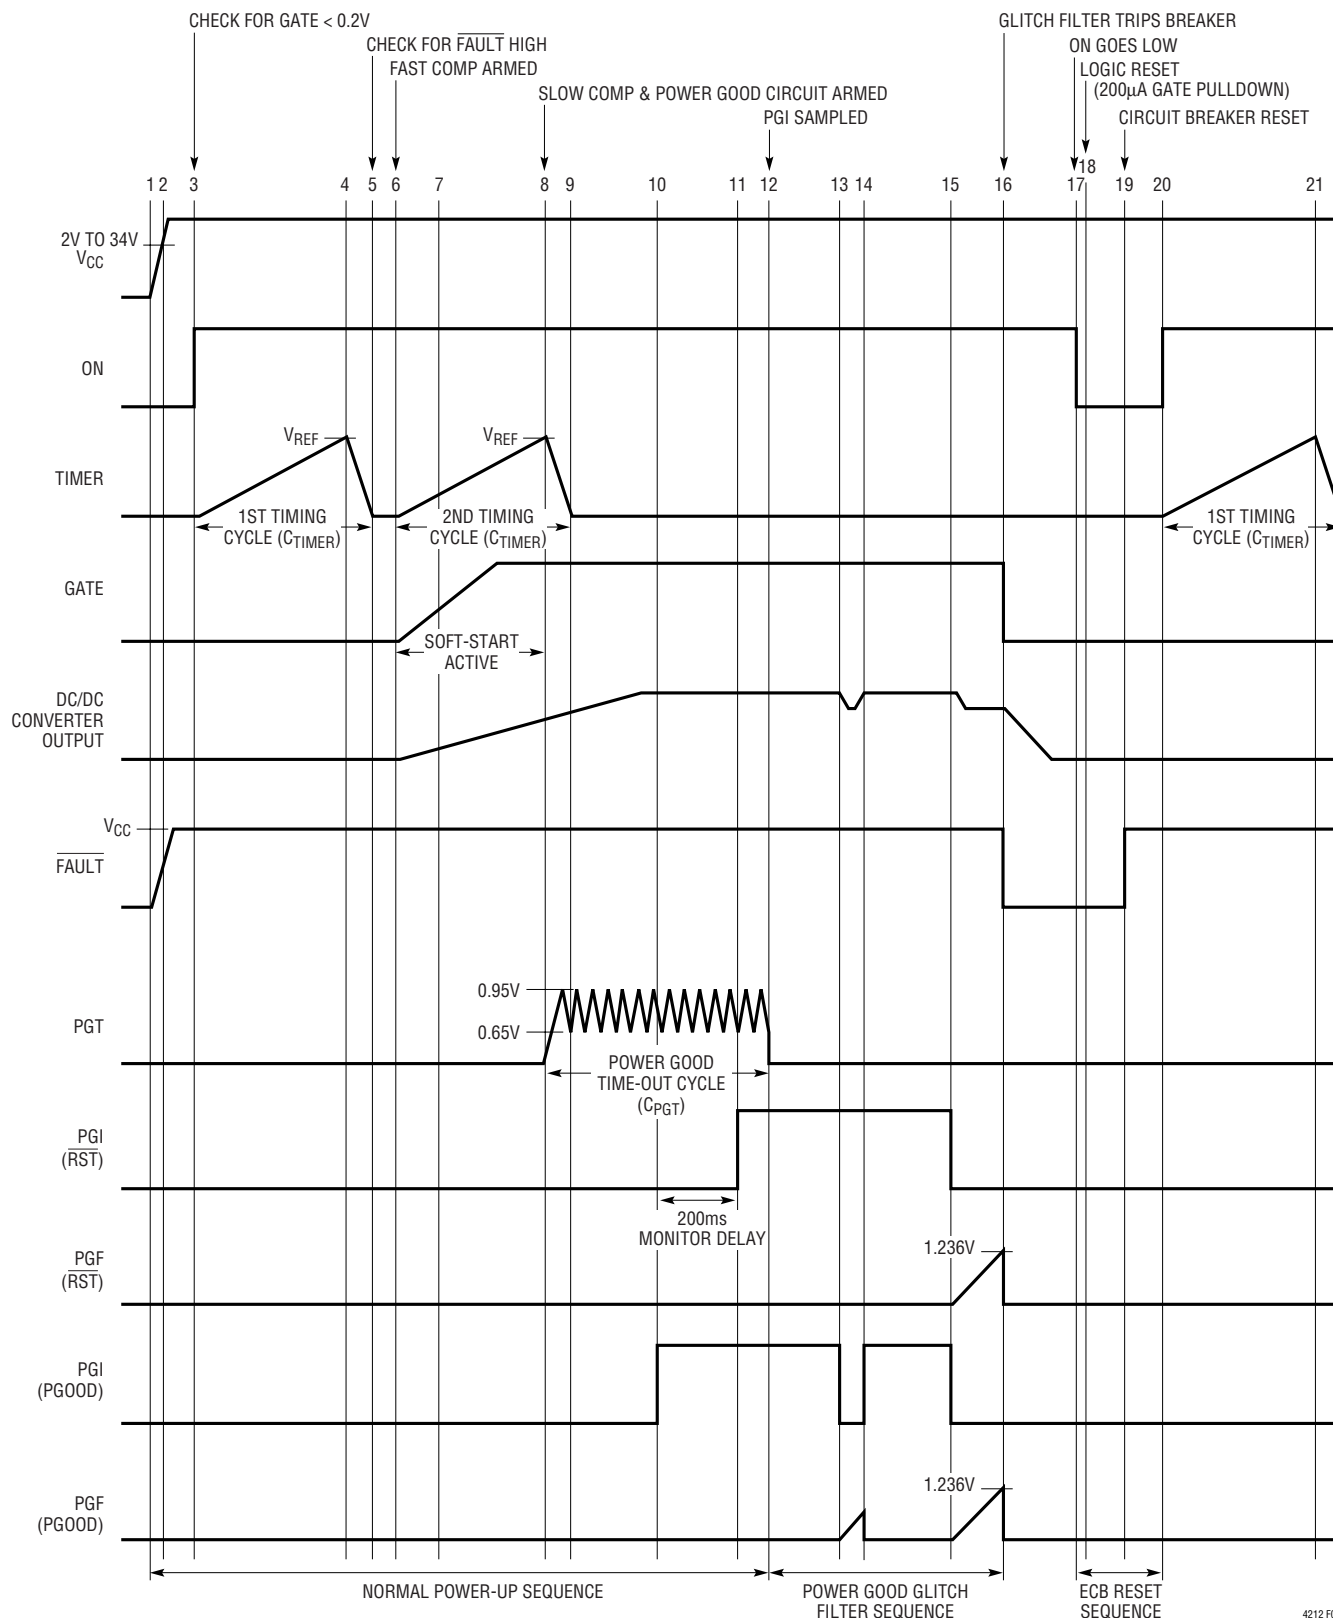 CHECK FOR GATE < 0.2V
GLITCH FILTER TRIPS BREAKER
CHECK FOR FAULT HIGH
ON GOES LOW
FAST COMP ARMED
LOGIC RESET
(200µA GATE PULLDOWN)
SLOW COMP & POWER GOOD CIRCUIT ARMED
PGI SAMPLED
CIRCUIT BREAKER RESET
1 2 3 4 5 6 7 8 9 10 11 12 13 14 15 16 17 18 19 20 21
2V TO 34V
VCC
ON
VREF
VREF
TIMER
1ST TIMING
CYCLE (CTIMER)
2ND TIMING
CYCLE (CTIMER)
1ST TIMING
CYCLE (CTIMER)
GATE
SOFT-START
ACTIVE
DC/DC
CONVERTER
OUTPUT
VCC
FAULT
0.95V
PGT
0.65V
POWER GOOD
TIME-OUT CYCLE
(CPGT)
PGI
(RST)
200ms
MONITOR DELAY
PGF
(RST)
1.236V
PGI
(PGOOD)
PGF
(PGOOD)
1.236V
NORMAL POWER-UP SEQUENCE
POWER GOOD GLITCH
FILTER SEQUENCE
ECB RESET
SEQUENCE